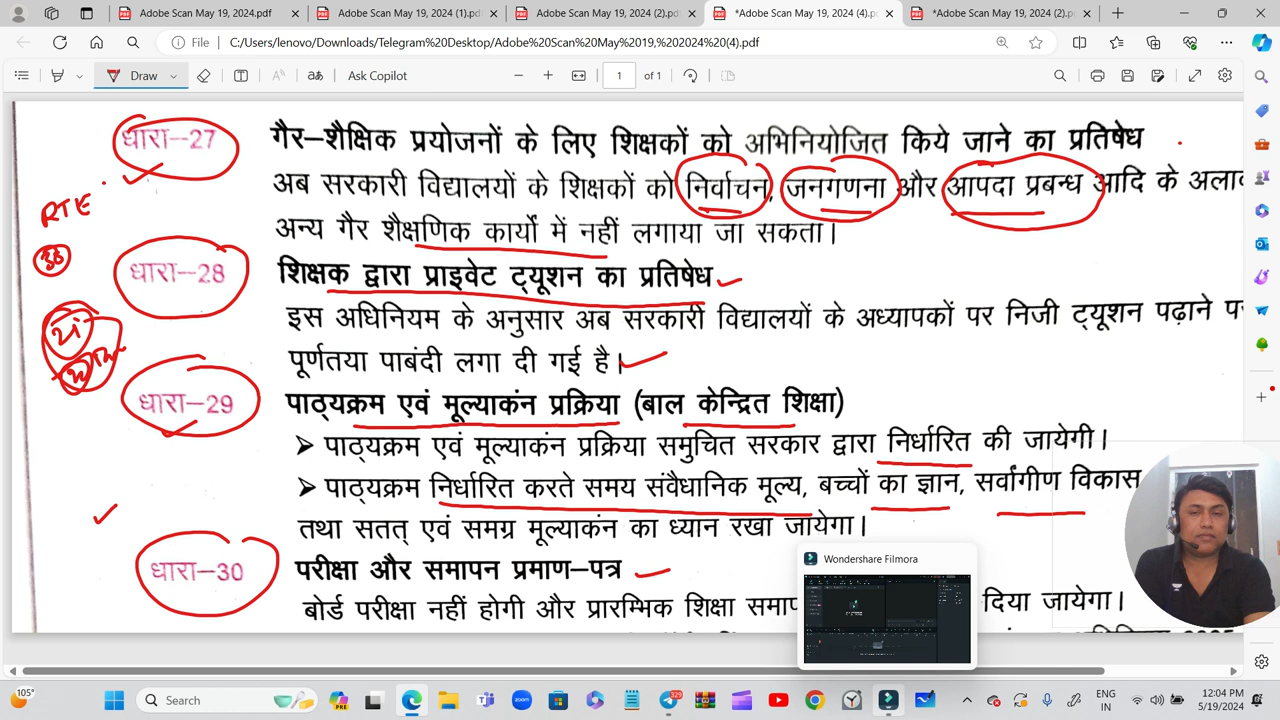 Adobe Scan May 19, 2024 (3).pdf
Adobe Scan May 19, 2024 (1).pdf
Adobe Scan May 19, 2024 (2).pdf
*Adobe Scan May 19, 2024 (4).pdf
*Adobe Scan May 19, 2024 (2).pdf
File C:/Users/lenovo/Downloads/Telegram%20Desktop/Adobe%20Scan%20May%2019,%202024%20(4).pdf
Draw
Ask Copilot
1 of 1
धारा–27 गैर–शैक्षिक प्रयोजनों के लिए शिक्षकों को अभिनियोजित किये जाने का प्रतिषेध
अब सरकारी विद्यालयों के शिक्षकों को निर्वाचन, जनगणना और आपदा प्रबन्ध आदि के अलाव
RTE
अन्य गैर शैक्षणिक कार्यों में नहीं लगाया जा सकता।
धारा–28 शिक्षक द्वारा प्राइवेट ट्यूशन का प्रतिषेध
इस अधिनियम के अनुसार अब सरकारी विद्यालयों के अध्यापकों पर निजी ट्यूशन पढ़ाने प
पूर्णतया पाबंदी लगा दी गई है।
धारा–29 पाठ्यक्रम एवं मूल्याकंन प्रक्रिया (बाल केन्द्रित शिक्षा)
➢ पाठ्यक्रम एवं मूल्याकंन प्रक्रिया समुचित सरकार द्वारा निर्धारित की जायेगी।
➢ पाठ्यक्रम निर्धारित करते समय संवैधानिक मूल्य, बच्चों का ज्ञान, सर्वांगीण विकास
तथा सतत् एवं समग्र मूल्याकंन का ध्यान रखा जायेगा।
धारा–30 परीक्षा और समापन प्रमाण–पत्र
Wondershare Filmora
बोर्ड परीक्षा नहीं होगी और प्रारम्भिक शिक्षा समाप दिया जायेगा।
105°
Search
329
ENG
IN
12:04 PM
5/19/2024